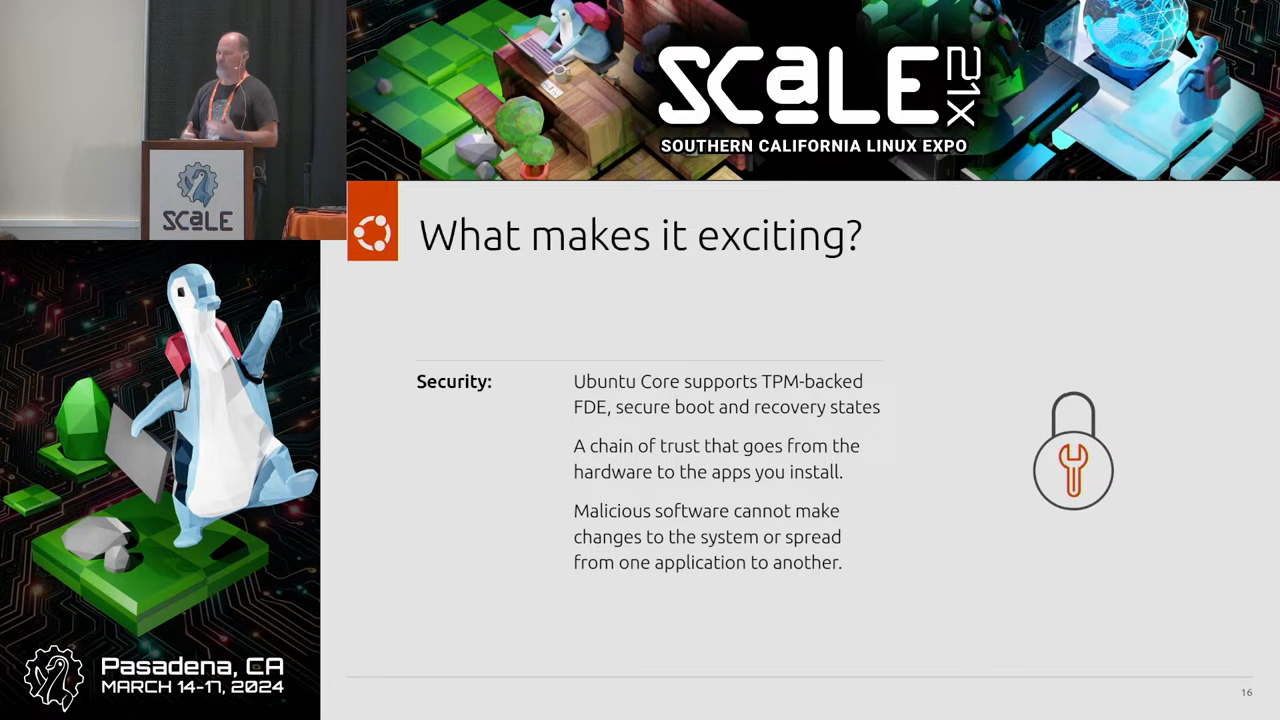 SCALE 21X
SOUTHERN CALIFORNIA LINUX EXPO
SCALE
What makes it exciting?
Security:
Ubuntu Core supports TPM-backed
FDE, secure boot and recovery states
A chain of trust that goes from the
hardware to the apps you install.
Malicious software cannot make
changes to the system or spread
from one application to another.
Pasadena, CA
MARCH 14-17, 2024
16